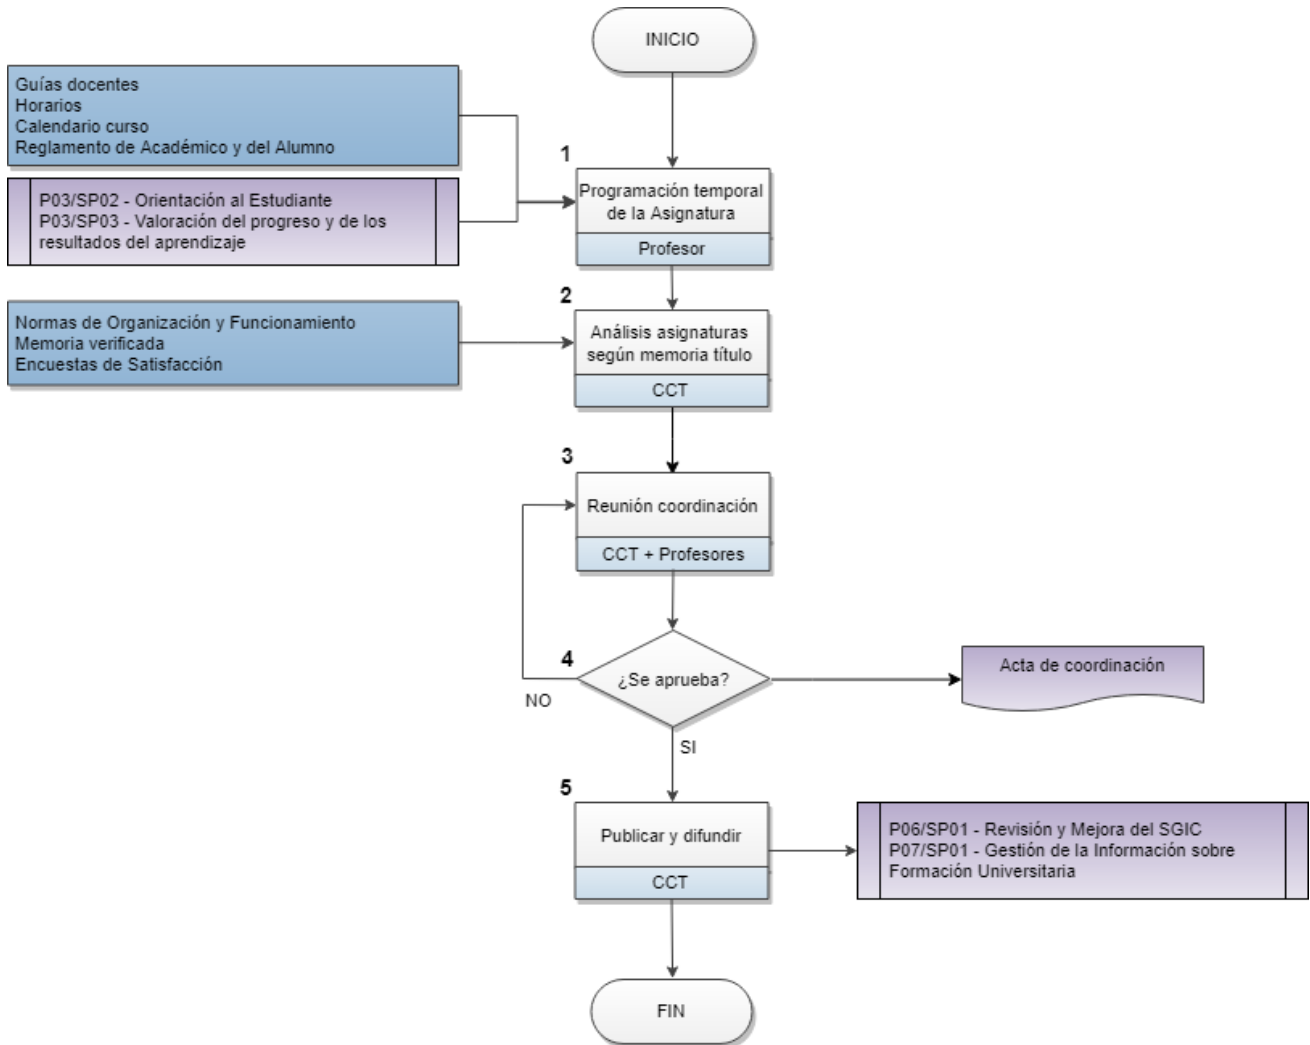 INICIO
Guías docentes
Horarios
Calendario curso
Reglamento de Académico y del Alumno
P03/SP02 - Orientación al Estudiante
P03/SP03 - Valoración del progreso y de los
resultados del aprendizaje
1
Programación temporal
de la Asignatura
Profesor
2
Normas de Organización y Funcionamiento
Memoria verificada
Encuestas de Satisfacción
Análisis asignaturas
según memoria título
CCT
3
Reunión coordinación
CCT + Profesores
4
¿Se aprueba?
NO
SI
Acta de coordinación
5
Publicar y difundir
CCT
P06/SP01 - Revisión y Mejora del SGIC
P07/SP01 - Gestión de la Información sobre
Formación Universitaria
FIN